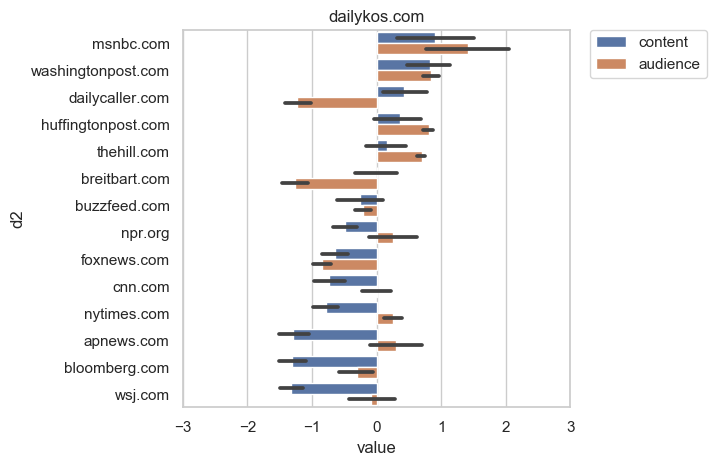 dailykos.com
msnbc.com
washingtonpost.com
dailycaller.com
huffingtonpost.com
thehill.com
breitbart.com
buzzfeed.com
npr.org
foxnews.com
cnn.com
nytimes.com
apnews.com
bloomberg.com
wsj.com
d2
−3 −2 −1 0 1 2 3
value
content
audience